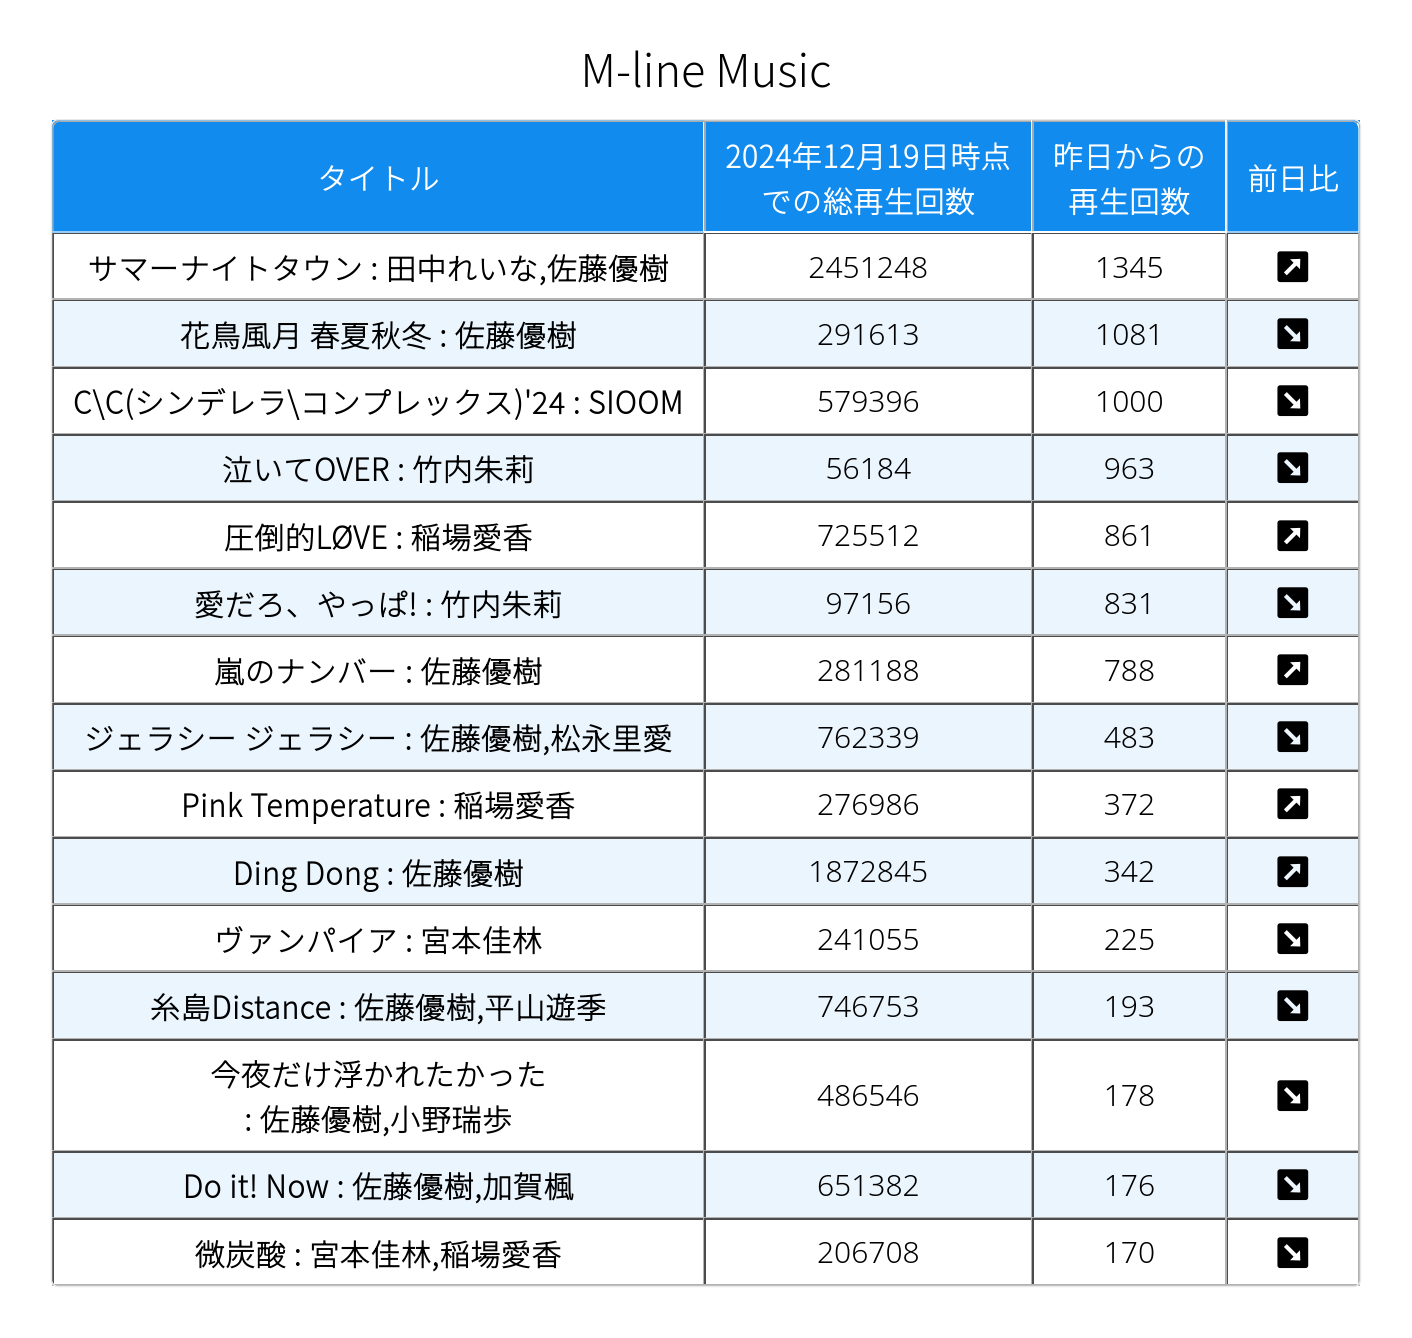 M-line Music
タイトル
2024年12月19日時点
での総再生回数
昨日からの
再生回数
前日比
サマーナイトタウン : 田中れいな,佐藤優樹 2451248 1345
花鳥風月 春夏秋冬 : 佐藤優樹 291613 1081
C\C(シンデレラ\コンプレックス)'24 : SIOOM 579396 1000
泣いてOVER : 竹内朱莉 56184 963
圧倒的LØVE : 稲場愛香 725512 861
愛だろ、やっぱ! : 竹内朱莉 97156 831
嵐のナンバー : 佐藤優樹 281188 788
ジェラシー ジェラシー : 佐藤優樹,松永里愛 762339 483
Pink Temperature : 稲場愛香 276986 372
Ding Dong : 佐藤優樹 1872845 342
ヴァンパイア : 宮本佳林 241055 225
糸島Distance : 佐藤優樹,平山遊季 746753 193
今夜だけ浮かれたかった
: 佐藤優樹,小野瑞歩 486546 178
Do it! Now : 佐藤優樹,加賀楓 651382 176
微炭酸 : 宮本佳林,稲場愛香 206708 170